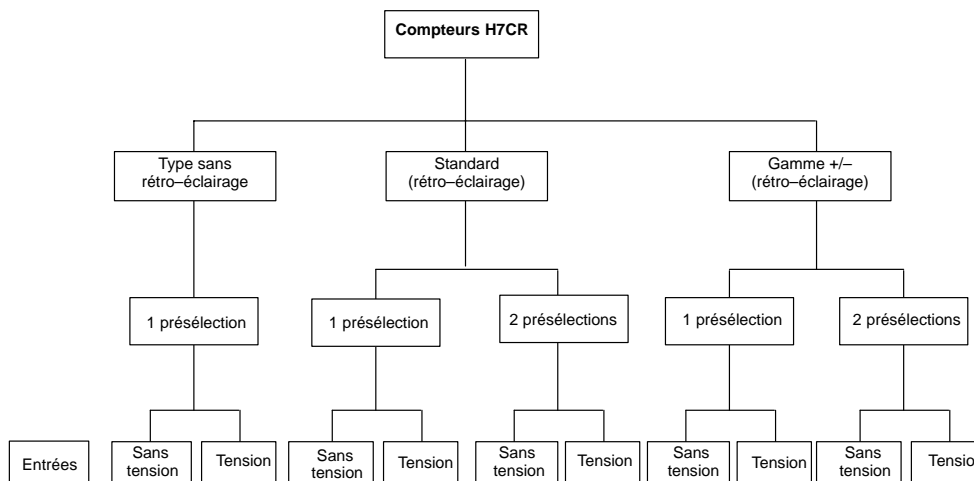 Compteurs H7CR
Type sans
rétro–éclairage
Standard
(rétro–éclairage)
Gamme +/–
(rétro–éclairage)
1 présélection
1 présélection
2 présélections
1 présélection
2 présélections
Entrées
Sans
tension
Tension
Sans
tension
Tension
Sans
tension
Tension
Sans
tension
Tension
Sans
tension
Tensio